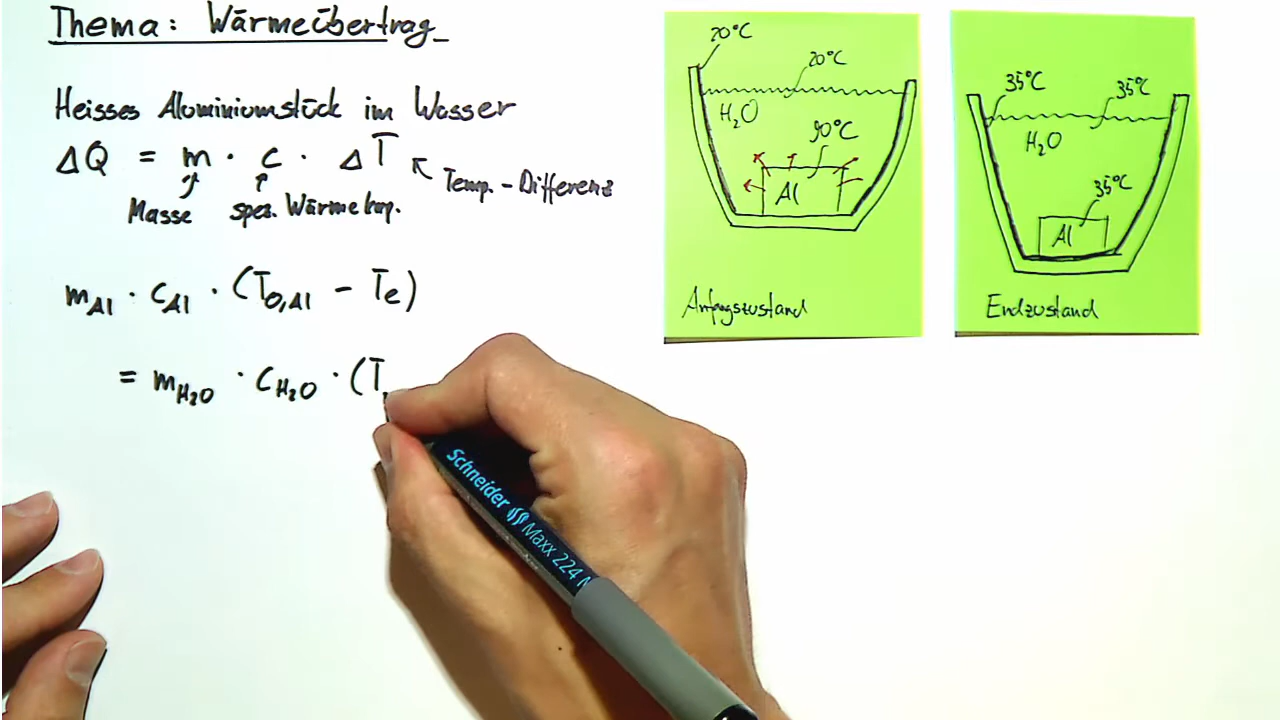 Thema: Wärmeübertrag_
Heisses Aluminiumstück im Wasser
ΔQ = m · c · ΔT
Temp. - Differenz
Masse spez. Wärmekap.
m_Al · c_Al · (T_0,Al - T_e)
= m_H₂O · c_H₂O · (T
20°C
20°C
H₂O
90°C
Al
Anfangszustand
35°C
35°C
H₂O
35°C
Al
Endzustand
Schneider Maxx 224 M